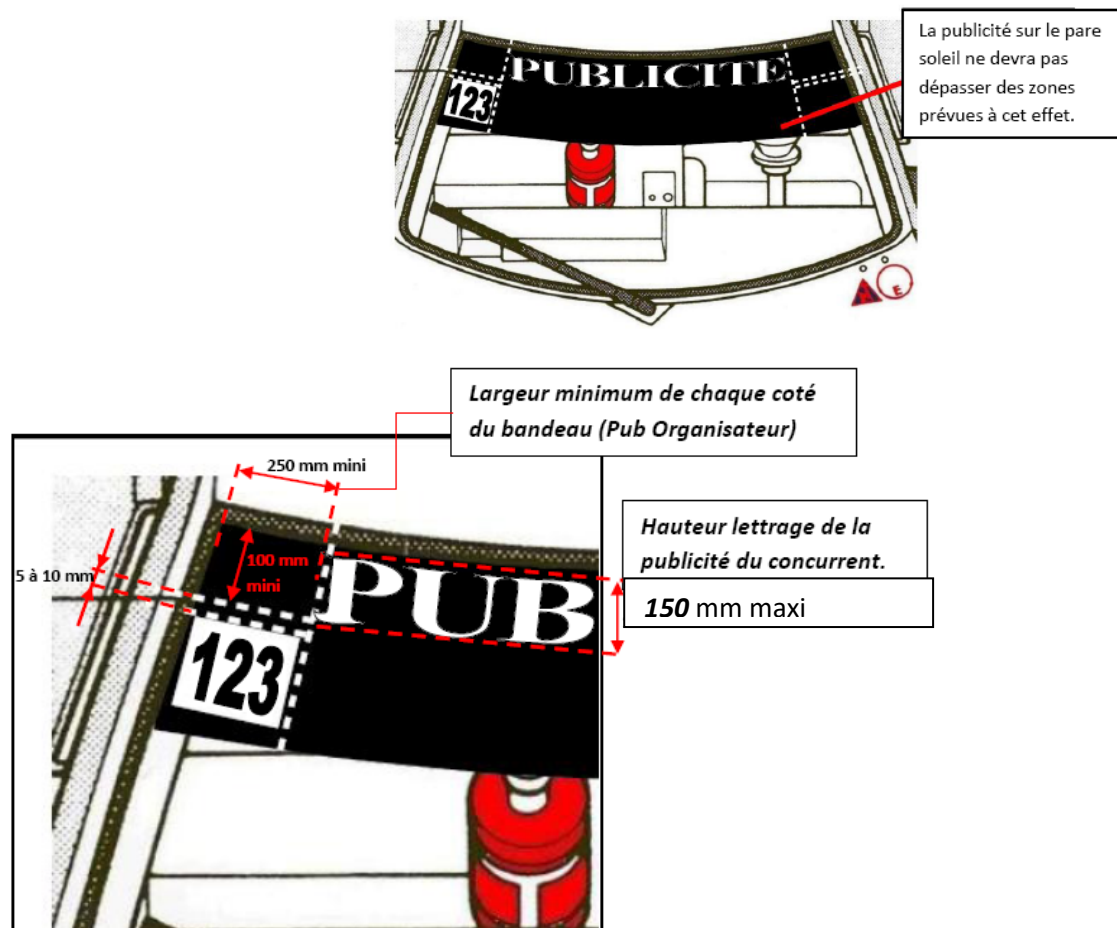 La publicité sur le pare
soleil ne devra pas
dépasser des zones
prévues à cet effet.
PUBLICITE
123
E
Largeur minimum de chaque coté
du bandeau (Pub Organisateur)
250 mm mini
Hauteur lettrage de la
publicité du concurrent.
150 mm maxi
100 mm
mini
5 à 10 mm
PUB
123